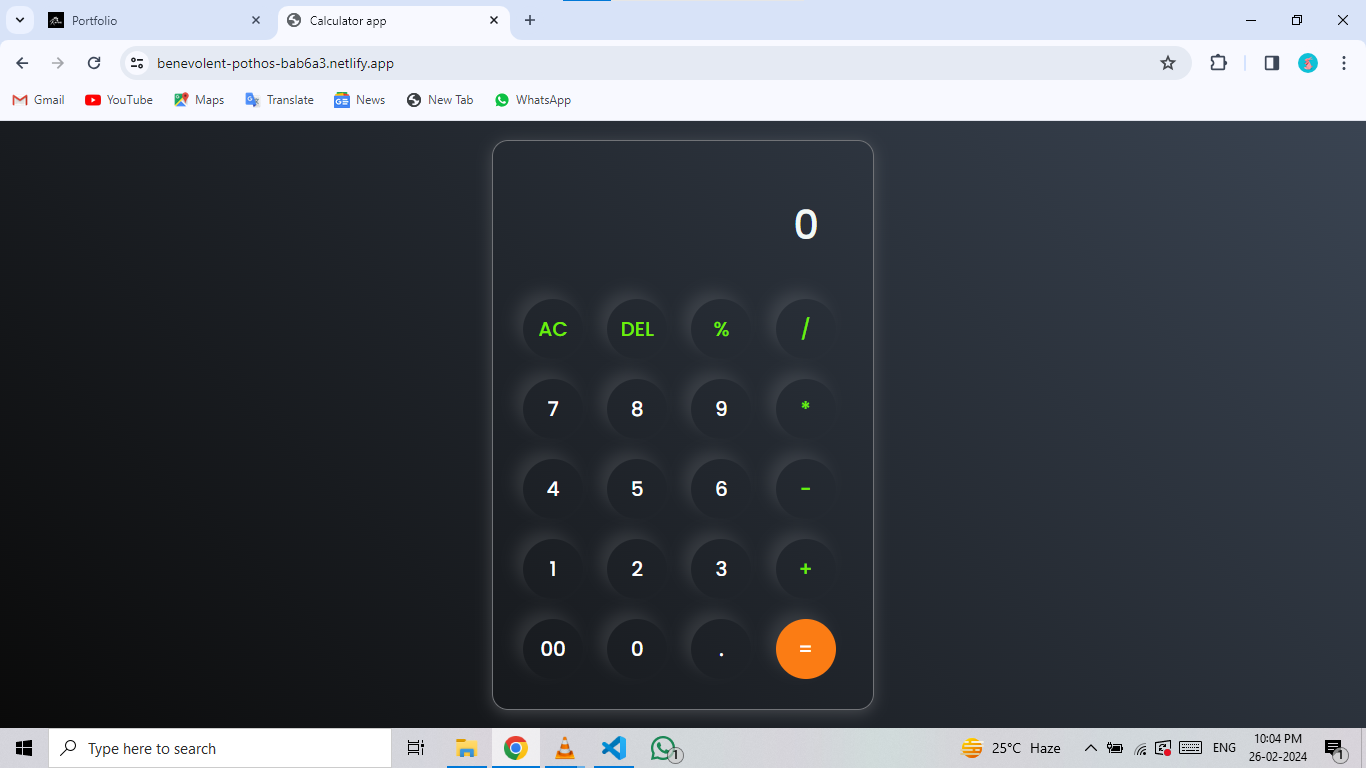 Portfolio
Calculator app
benevolent-pothos-bab6a3.netlify.app
Gmail YouTube Maps Translate News New Tab WhatsApp
0
AC DEL % /
7 8 9 *
4 5 6 -
1 2 3 +
00 0 . =
Type here to search
1
25°C Haze
ENG
10:04 PM
26-02-2024
1